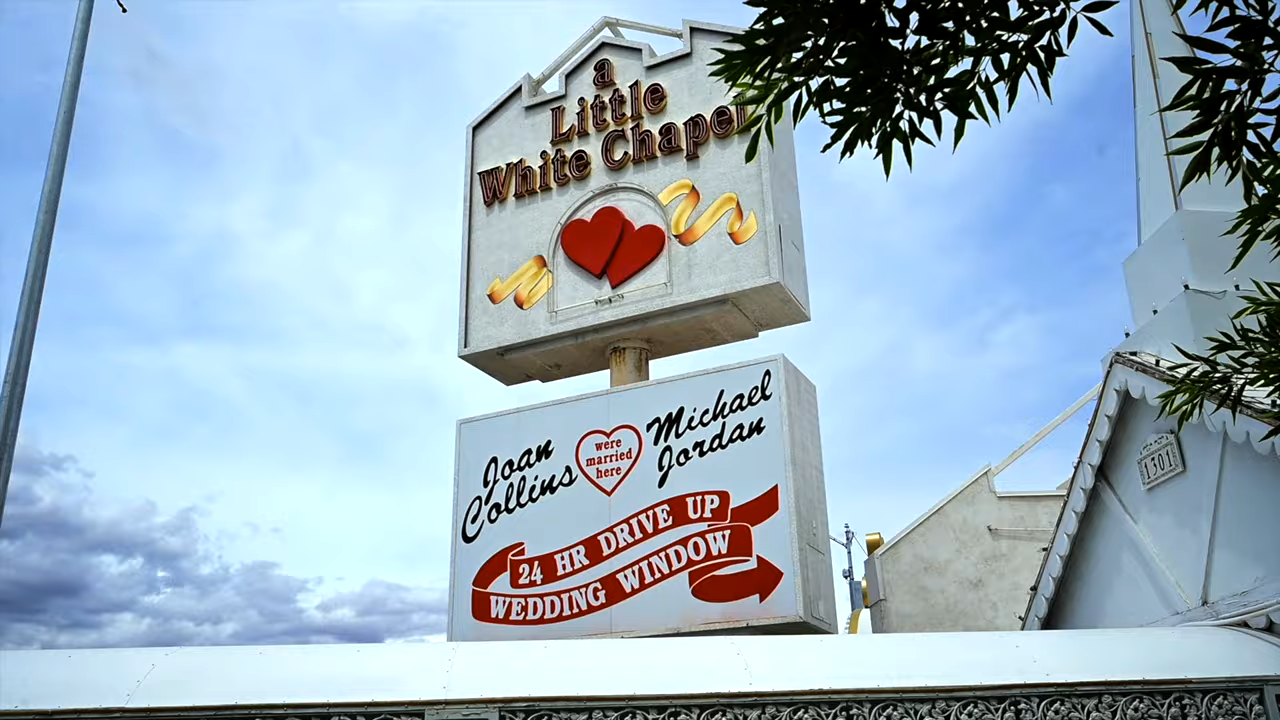 a
Little
White Chapel
Joan
Collins
were
married
here
Michael
Jordan
24 HR DRIVE UP
WEDDING WINDOW
1301